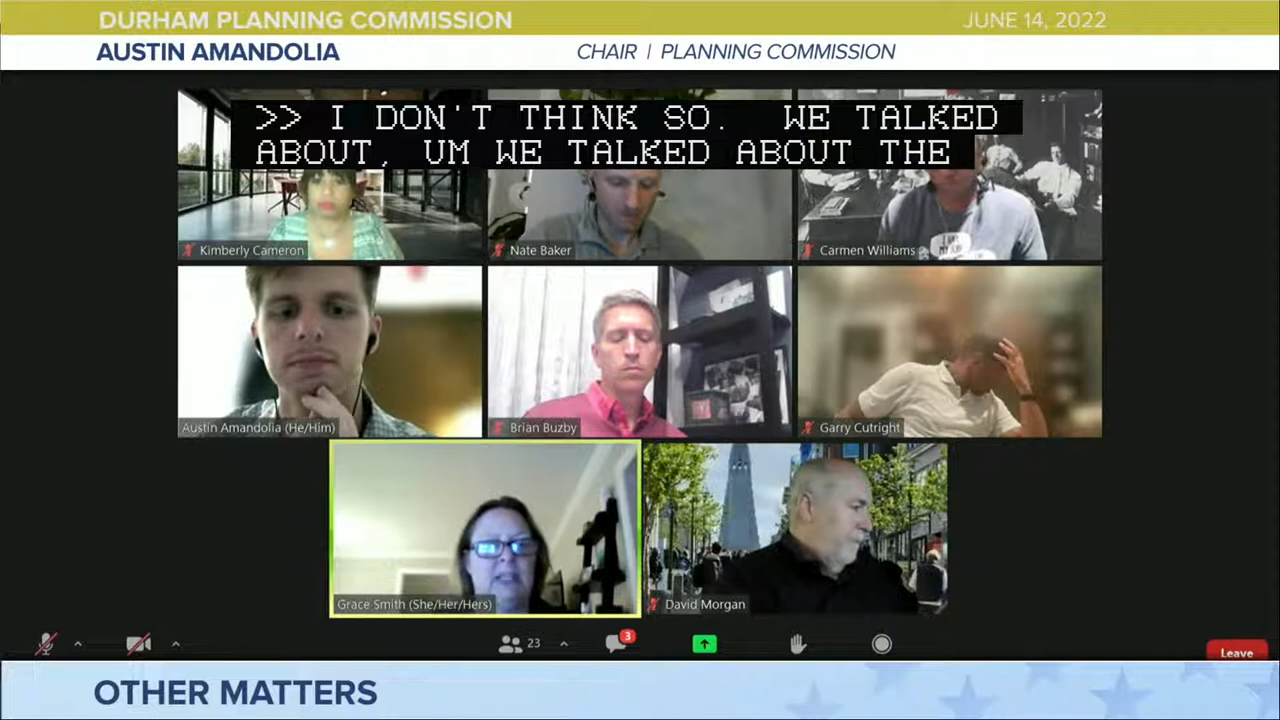 DURHAM PLANNING COMMISSION
JUNE 14, 2022
AUSTIN AMANDOLIA
CHAIR | PLANNING COMMISSION
>> I DON'T THINK SO. WE TALKED
ABOUT, UM WE TALKED ABOUT THE
Kimberly Cameron
Nate Baker
Carmen Williams
Austin Amandolia (He/Him)
Brian Buzby
Garry Cutright
Grace Smith (She/Her/Hers)
David Morgan
23
3
Leave
OTHER MATTERS